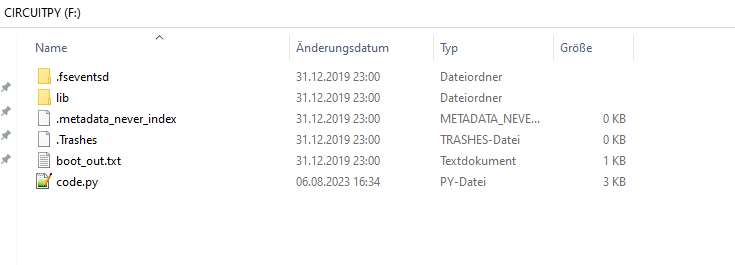 CIRCUITPY (F:)
Name Änderungsdatum Typ Größe
.fseventsd 31.12.2019 23:00 Dateiordner
lib 31.12.2019 23:00 Dateiordner
.metadata_never_index 31.12.2019 23:00 METADATA_NEVE... 0 KB
.Trashes 31.12.2019 23:00 TRASHES-Datei 0 KB
boot_out.txt 31.12.2019 23:00 Textdokument 1 KB
code.py 06.08.2023 16:34 PY-Datei 3 KB